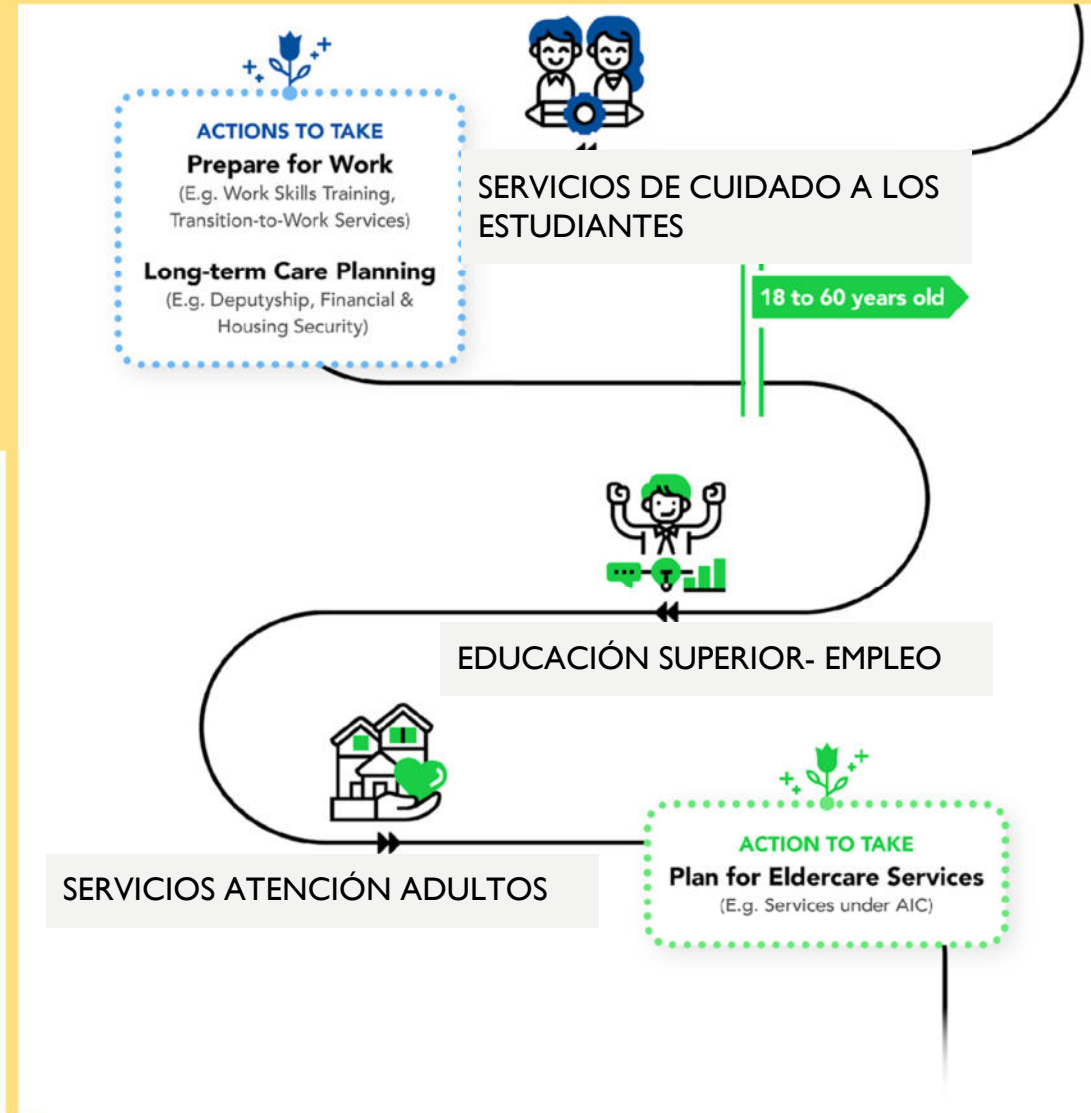 ACTIONS TO TAKE
Prepare for Work
(E.g. Work Skills Training,
Transition-to-Work Services)
Long-term Care Planning
(E.g. Deputyship, Financial &
Housing Security)
SERVICIOS DE CUIDADO A LOS
ESTUDIANTES
18 to 60 years old
EDUCACIÓN SUPERIOR- EMPLEO
SERVICIOS ATENCIÓN ADULTOS
ACTION TO TAKE
Plan for Eldercare Services
(E.g. Services under AIC)